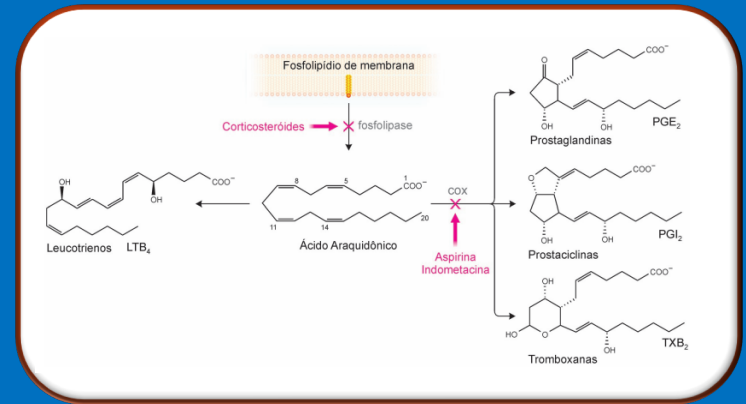 Fosfolipídio de membrana
Corticosteróides
fosfolipase
COO⁻
O
OH
OH
PGE₂
Prostaglandinas
OH
OH
COO⁻
Leucotrienos LTB₄
8
5
1
COO⁻
11
14
20
Ácido Araquidônico
COX
Aspirina
Indometacina
O
COO⁻
OH
OH
PGI₂
Prostaciclinas
OH
COO⁻
HO
O
OH
TXB₂
Tromboxanas